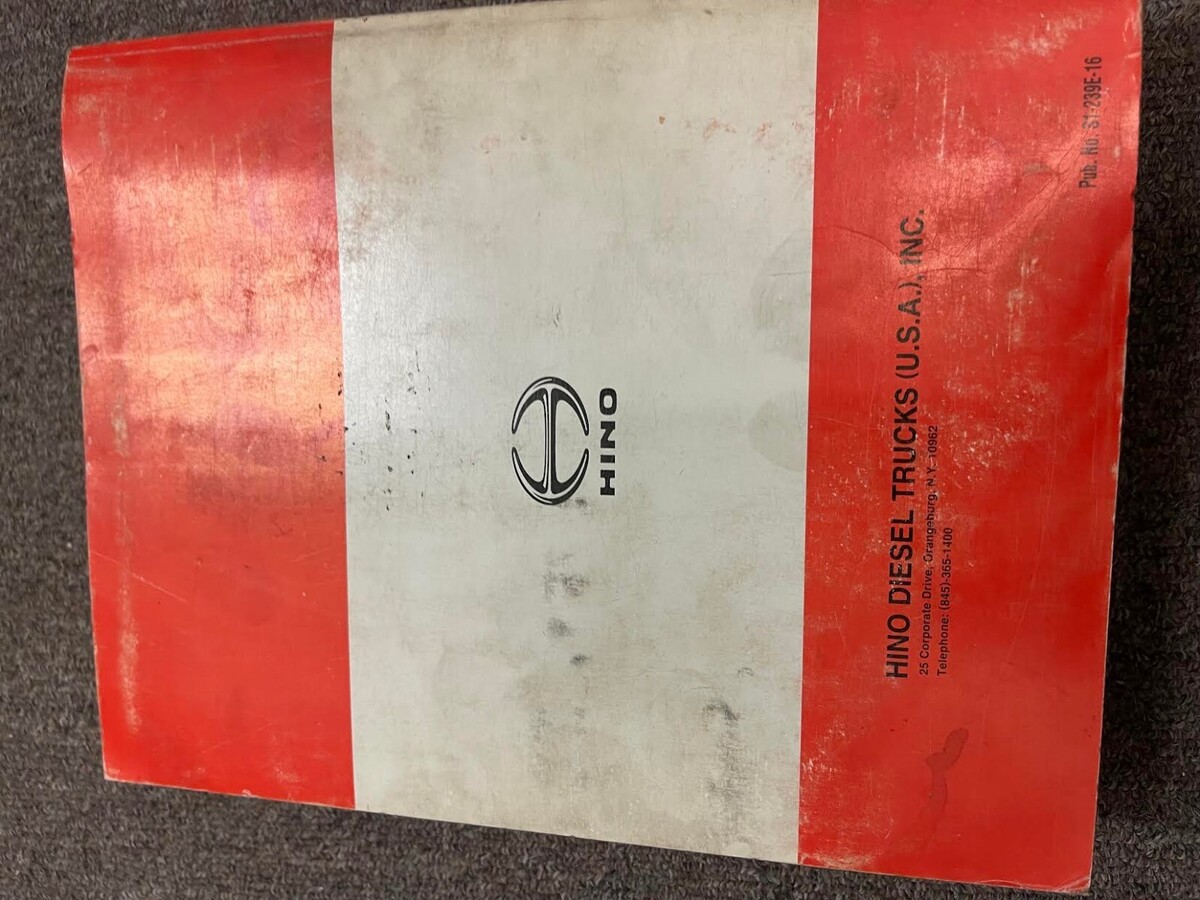 HINO
HINO DIESEL TRUCKS (U.S.A.), INC.
25 Corporate Drive, Orangeburg, N.Y. 10962
Telephone: (845)-365-1400
Pub. No. S1-239E-16